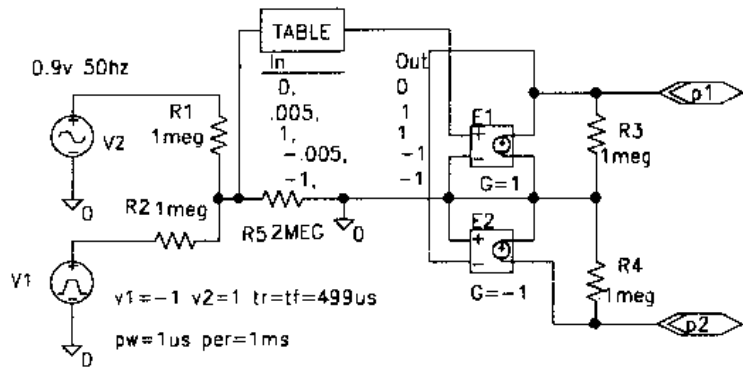 TABLE
In Out
0, 0
.005, 1
1, 1
-.005, -1
-1, -1
0.9v 50hz
R1
1meg
V2
0
R2 1meg
R5 2MEG
0
E1
G=1
E2
G=-1
R3
1meg
R4
1meg
p1
p2
V1
v1=-1 v2=1 tr=tf=499us
pw=1us per=1ms
0